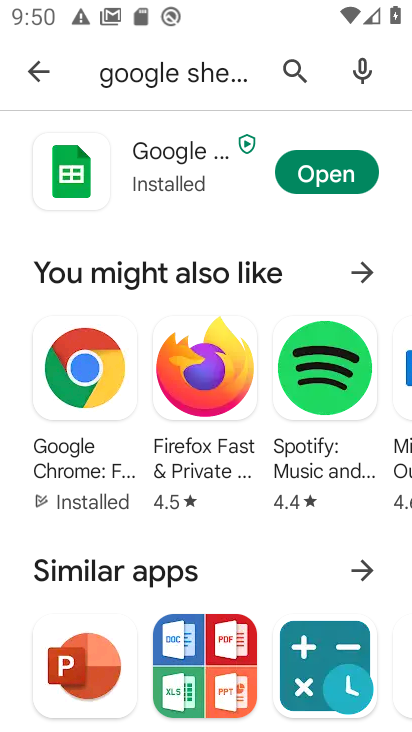 9:50
google she...
Google ...
Installed
Open
You might also like
Google
Chrome: F...
Installed
Firefox Fast
& Private ...
4.5★
Spotify:
Music and...
4.4★
Mi
Ou
4.6
Similar apps
P
DOC
PDF
XLS
PPT